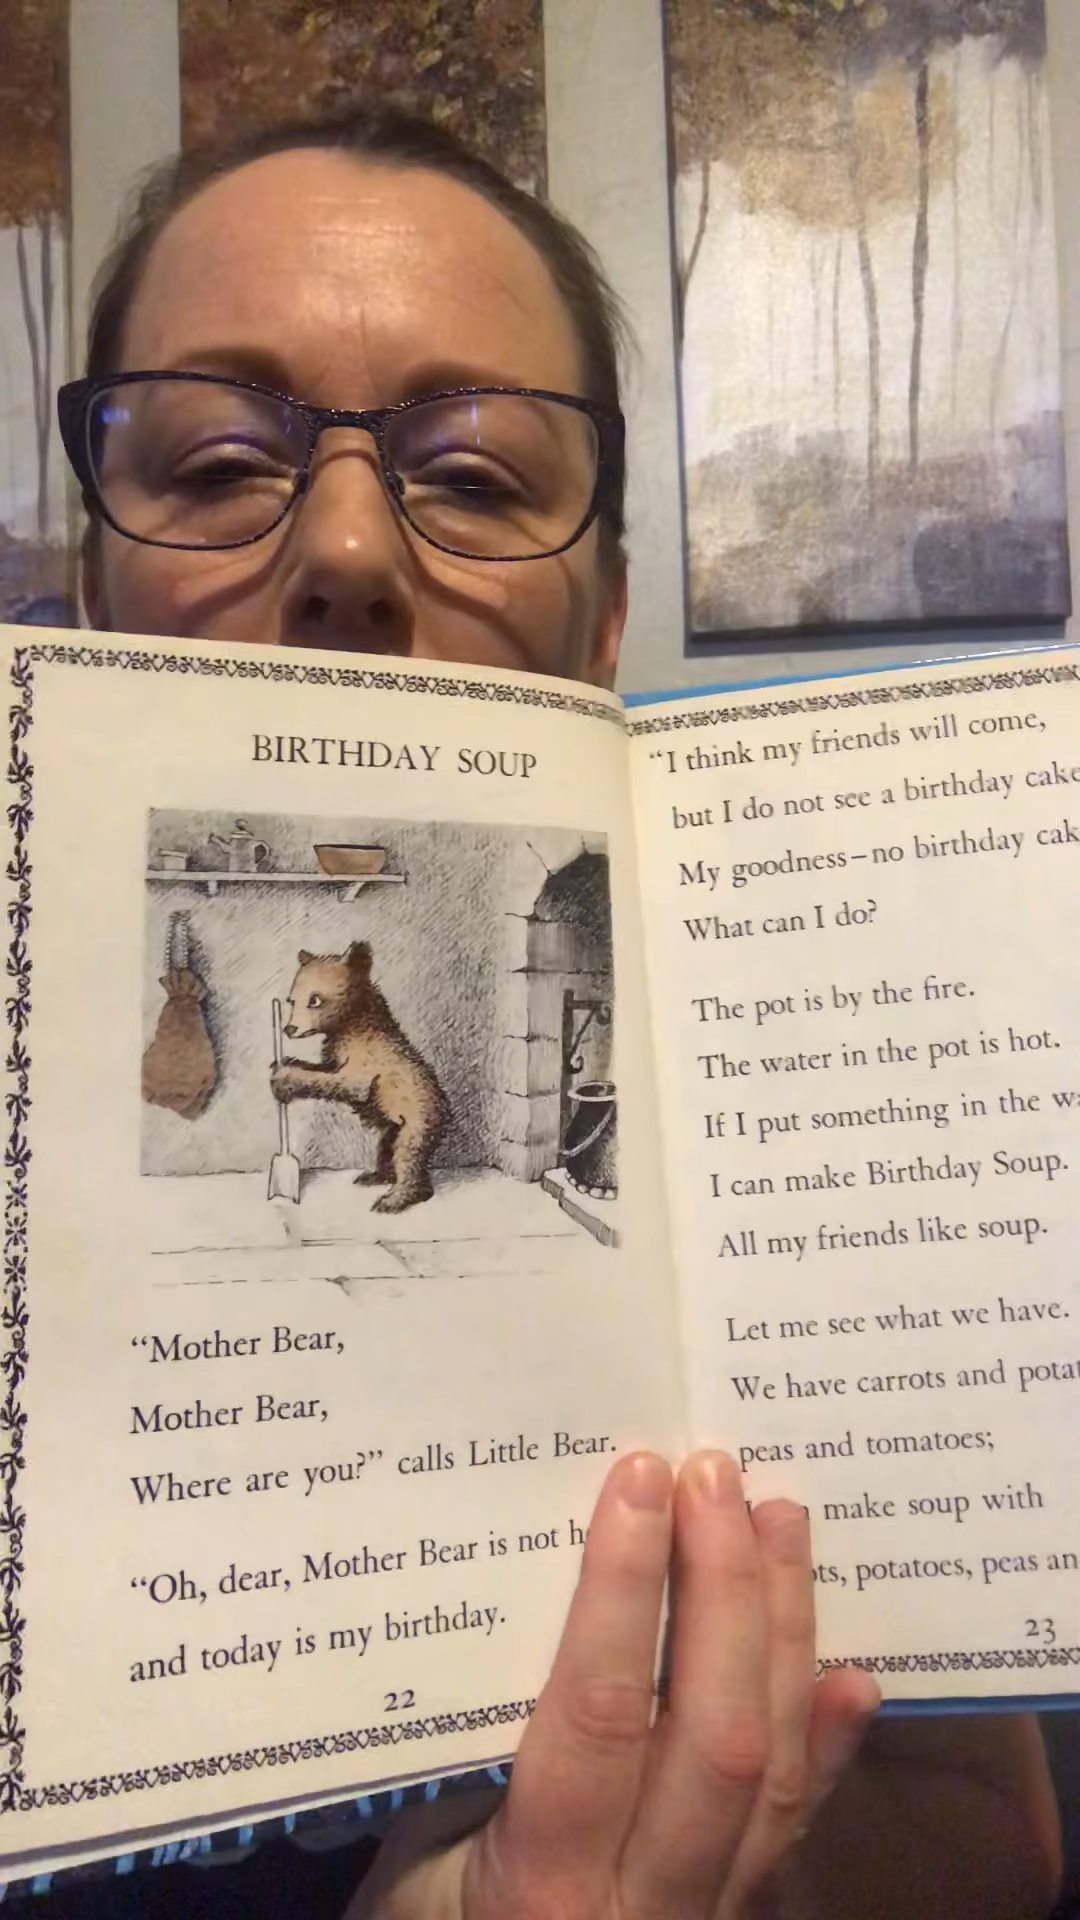 BIRTHDAY SOUP
“Mother Bear,
Mother Bear,
Where are you?” calls Little Bear.
“Oh, dear, Mother Bear is not
and today is my birthday.
22
“I think my friends will come,
but I do not see a birthday cake
My goodness–no birthday
What can I do?
The pot is by the fire.
The water in the pot is hot.
If I put something in the
I can make Birthday Soup.
All my friends like soup.
Let me see what we have.
We have carrots and
peas and tomatoes;
make soup with
potatoes, peas
23